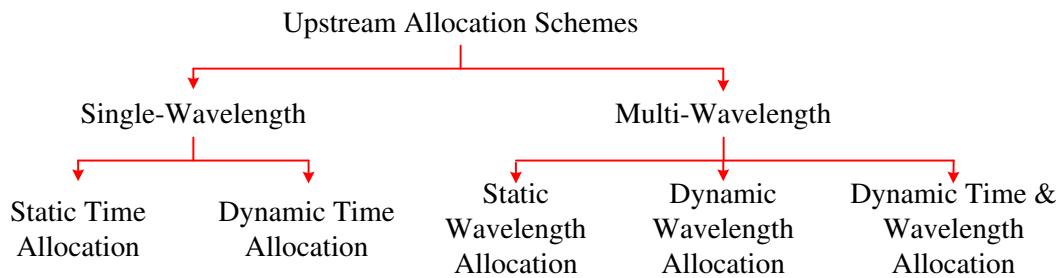 Upstream Allocation Schemes
Single-Wavelength
Multi-Wavelength
Static Time
Allocation
Dynamic Time
Allocation
Static
Wavelength
Allocation
Dynamic
Wavelength
Allocation
Dynamic Time &
Wavelength
Allocation